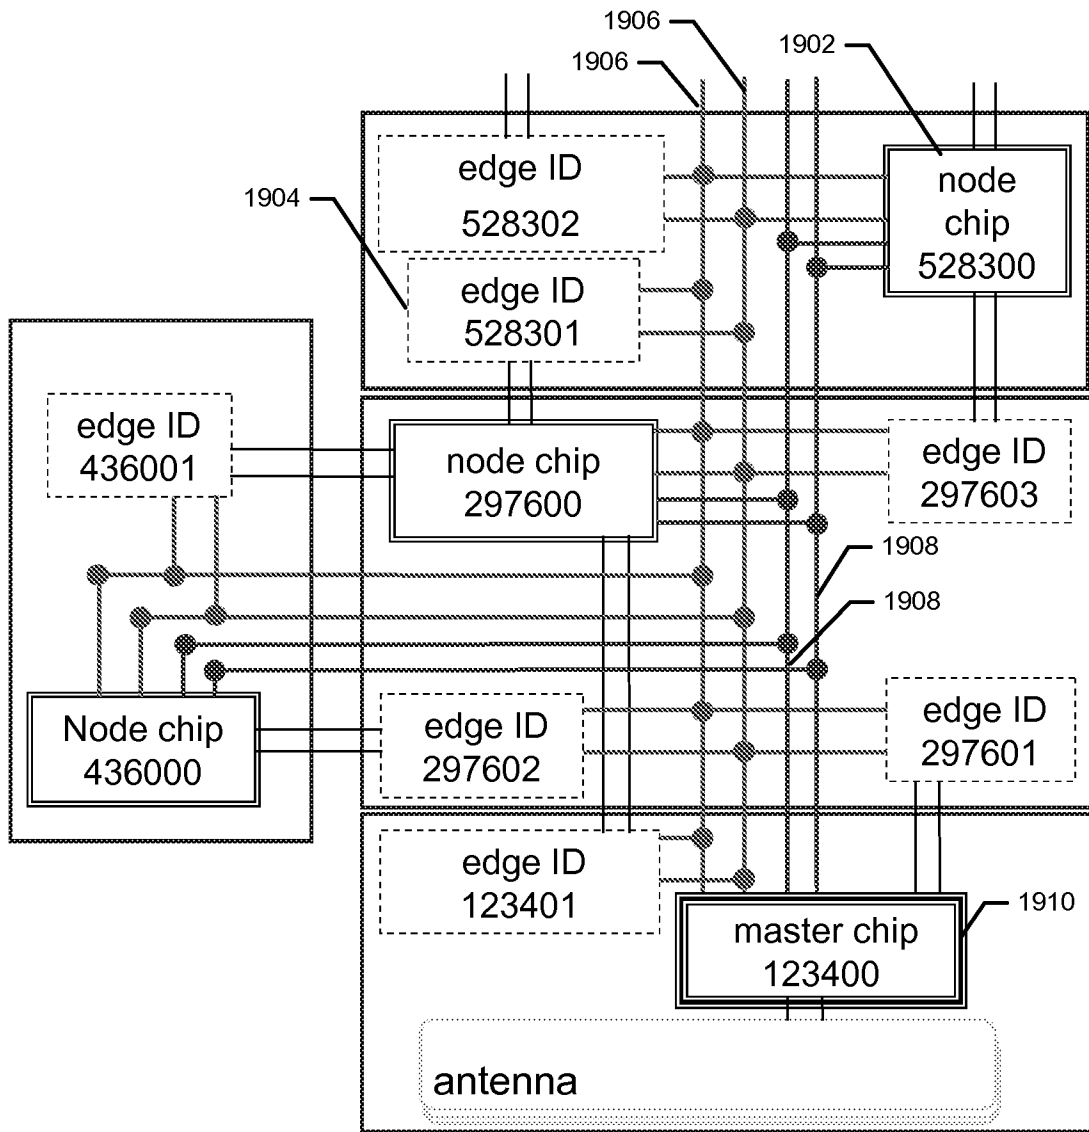 1906
1906
1902
edge ID
528302
node
chip
528300
1904
edge ID
528301
edge ID
436001
node chip
297600
edge ID
297603
1908
1908
Node chip
436000
edge ID
297602
edge ID
297601
edge ID
123401
master chip
123400
1910
antenna